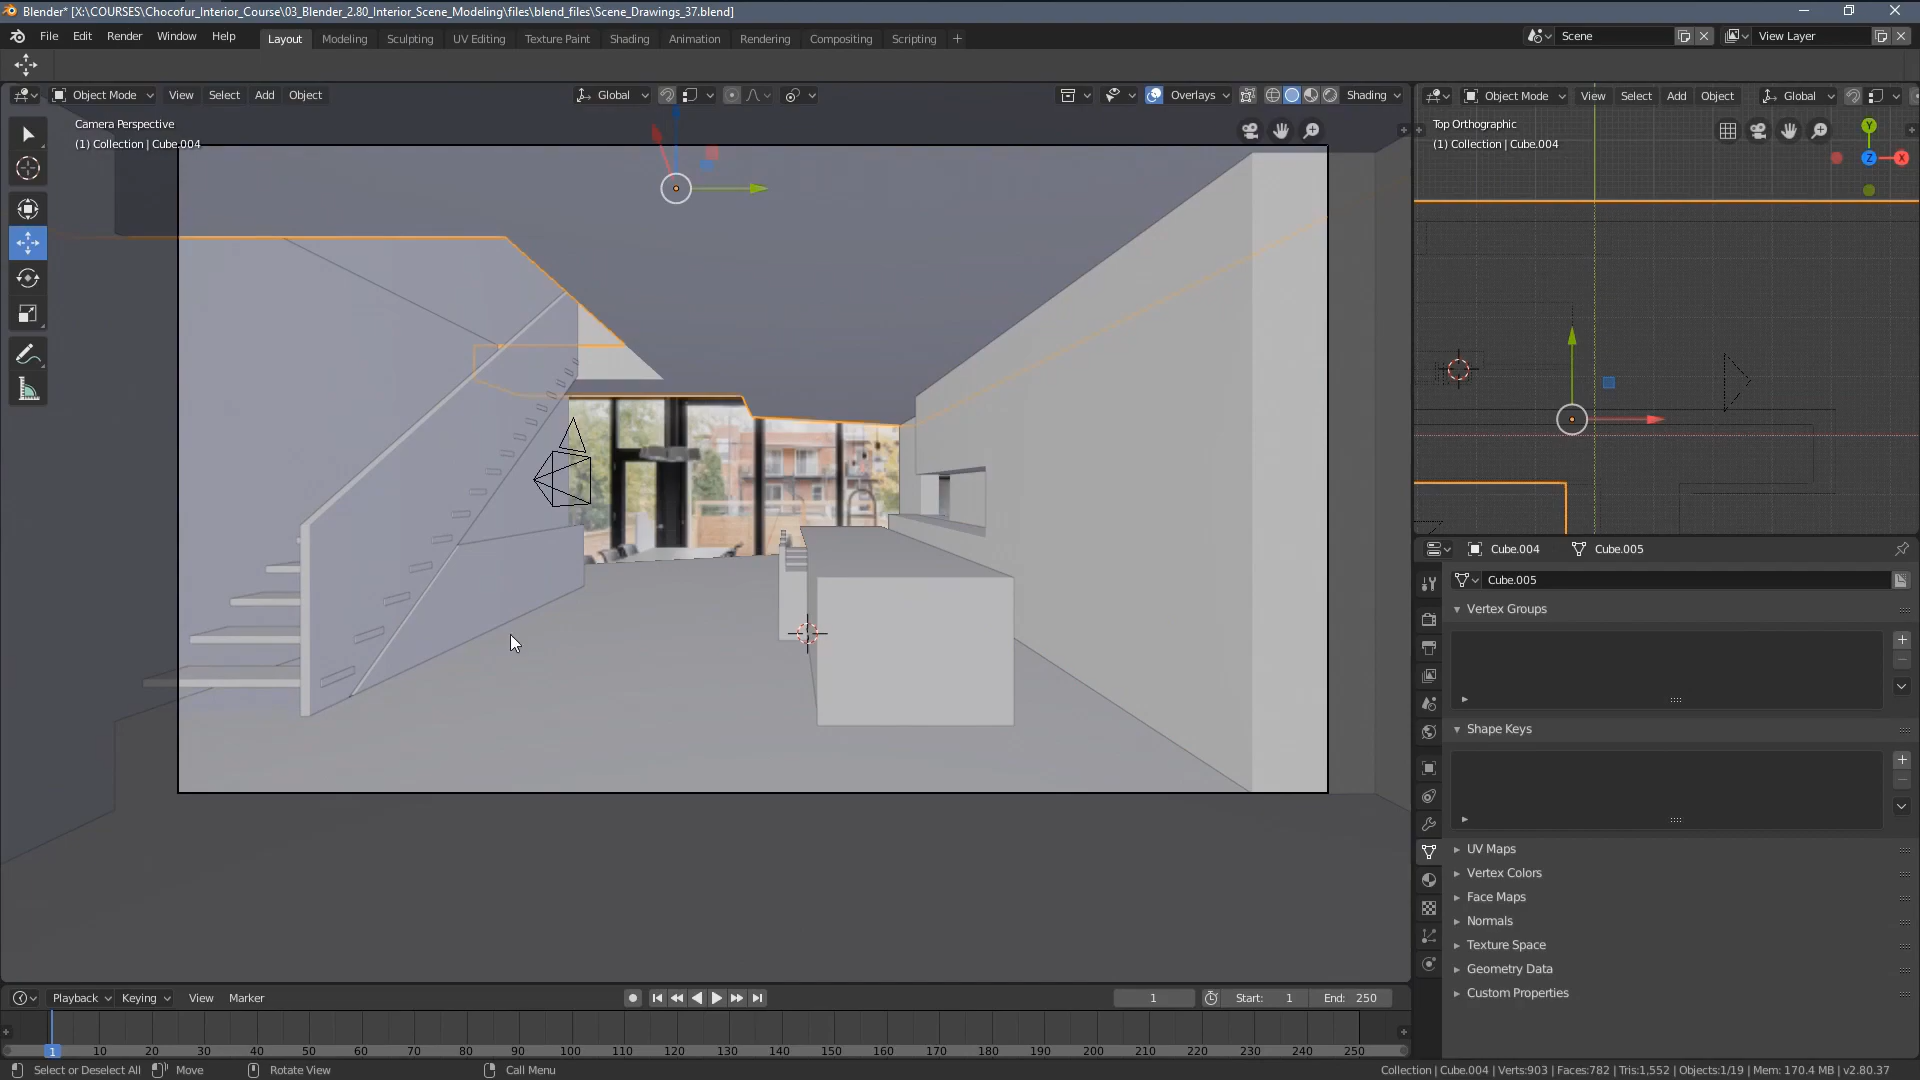 Blender* [X:\COURSES\Chocofur_Interior_Course\03_Blender_2.80_Interior_Scene_Modeling\files\blend_files\Scene_Drawings_37.blend]
File Edit Render Window Help Layout Modeling Sculpting UV Editing Texture Paint Shading Animation Rendering Compositing Scripting + Scene View Layer
Object Mode View Select Add Object Global Overlays Shading
Object Mode View Select Add Object Global
Camera Perspective
(1) Collection | Cube.004
Top Orthographic
(1) Collection | Cube.004
Y
Z X
Cube.004 Cube.005
Cube.005
Vertex Groups
Shape Keys
UV Maps
Vertex Colors
Face Maps
Normals
Texture Space
Geometry Data
Custom Properties
Playback Keying View Marker 1 Start: 1 End: 250
1 10 20 30 40 50 60 70 80 90 100 110 120 130 140 150 160 170 180 190 200 210 220 230 240 250
Select or Deselect All Move Rotate View Call Menu Collection | Cube.004 | Verts:903 | Faces:782 | Tris:1,552 | Objects:1/19 | Mem: 170.4 MB | v2.80.37